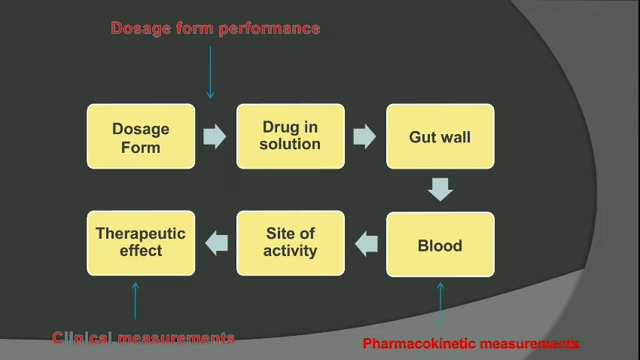 Dosage form performance
Dosage
Form
Drug in
solution
Gut wall
Therapeutic
effect
Site of
activity
Blood
Clinical measurements
Pharmacokinetic measurements